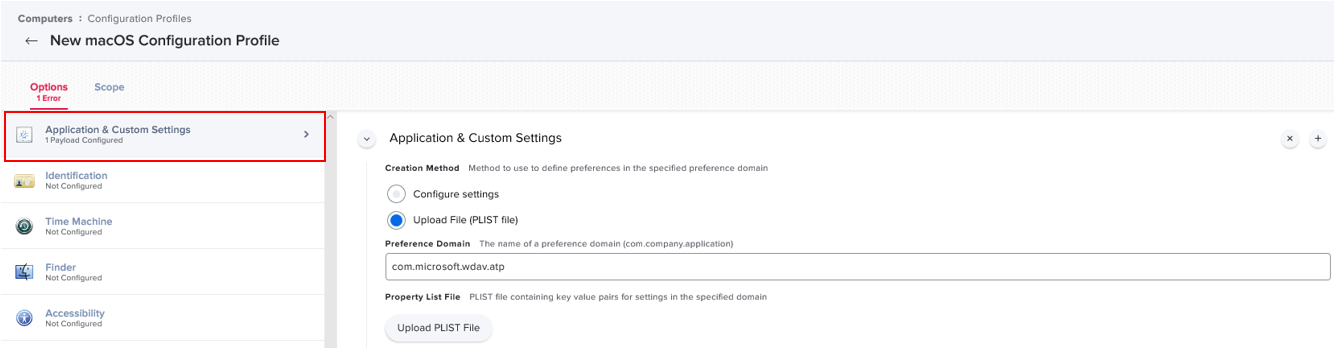 Computers : Configuration Profiles
← New macOS Configuration Profile
Options
1 Error
Scope
Application & Custom Settings
1 Payload Configured
Identification
Not Configured
Time Machine
Not Configured
Finder
Not Configured
Accessibility
Not Configured
Application & Custom Settings
Creation Method Method to use to define preferences in the specified preference domain
Configure settings
Upload File (PLIST file)
Preference Domain The name of a preference domain (com.company.application)
com.microsoft.wdav.atp
Property List File PLIST file containing key value pairs for settings in the specified domain
Upload PLIST File